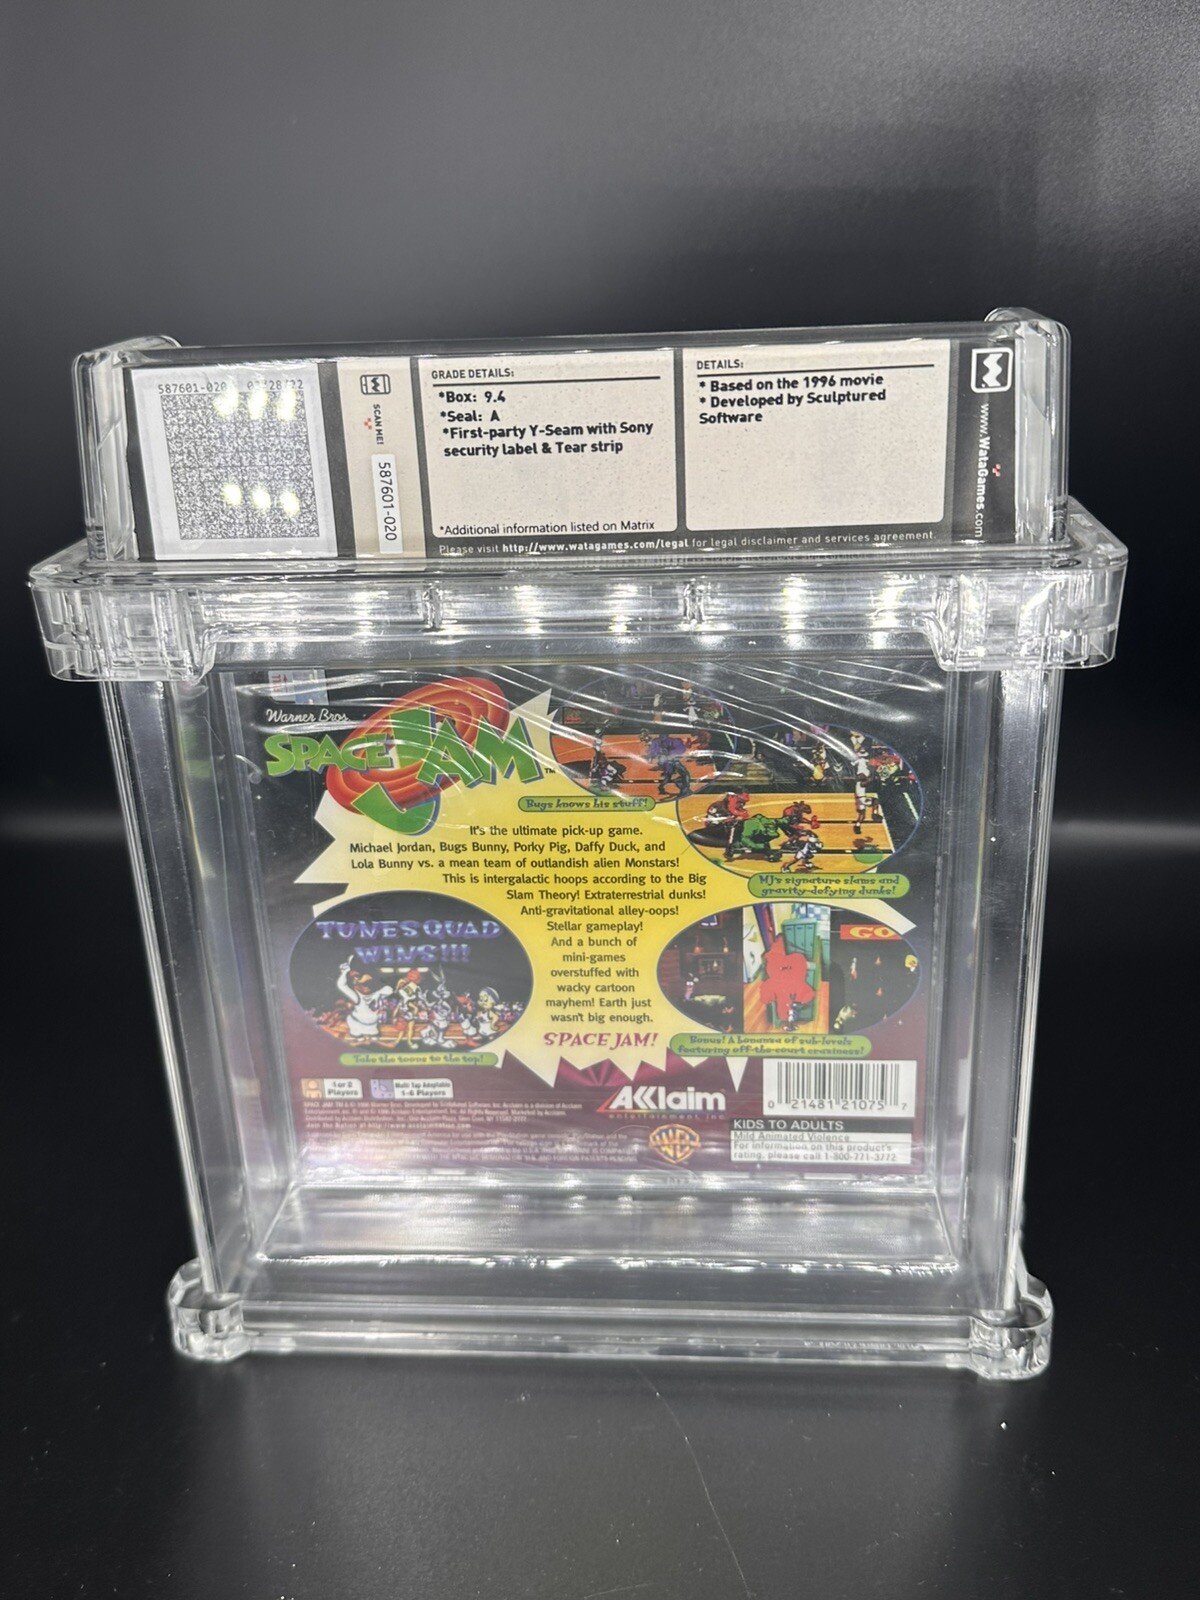 587601-020 03/28/22
SCAN ME!
587601-020
GRADE DETAILS:
*Box: 9.4
*Seal: A
*First-party Y-Seam with Sony
security label & Tear strip
*Additional information listed on Matrix
DETAILS:
* Based on the 1996 movie
* Developed by Sculptured
Software
www.WataGames.com
Please visit http://www.watagames.com/legal for legal disclaimer and services agreement.
Warner Bros.
SPACE JAM™
Bugs knows his stuff!
MJ's signature slams and
gravity-defying dunks!
It's the ultimate pick-up game.
Michael Jordan, Bugs Bunny, Porky Pig, Daffy Duck, and
Lola Bunny vs. a mean team of outlandish alien Monstars!
This is intergalactic hoops according to the Big
Slam Theory! Extraterrestrial dunks!
Anti-gravitational alley-oops!
Stellar gameplay!
And a bunch of
mini-games
overstuffed with
wacky cartoon
mayhem! Earth just
wasn't big enough.
SPACE JAM!
TUNESQUAD
WINS!!!
Take the toons to the top!
GO
Bonus! A bonanza of sub-levels
featuring off-the-court craziness!
1 or 2
Players
Multi Tap Adaptable
1-6 Players
AKklaim
entertainment, inc.
WB
0 21481 21075 7
KIDS TO ADULTS
Mild Animated Violence
For information on this product's
rating, please call 1-800-771-3772